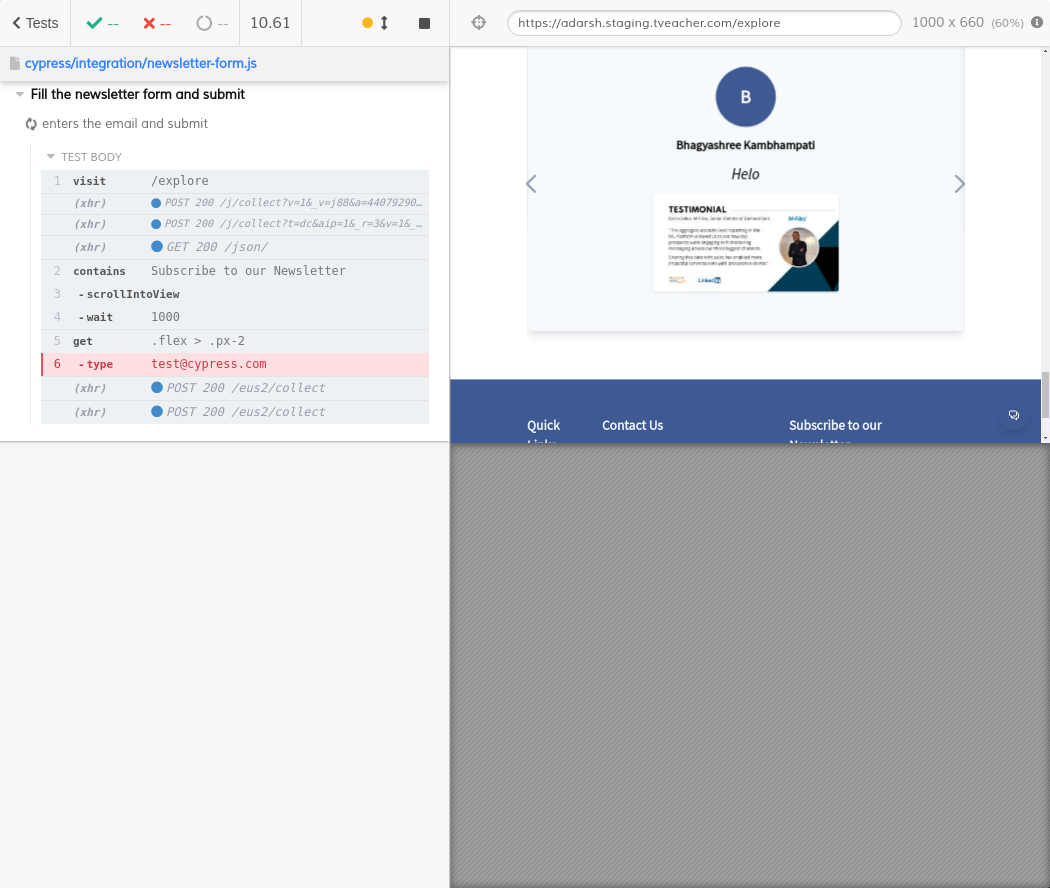 Tests
--
--
--
10.61
https://adarsh.staging.tveacher.com/explore
1000 x 660 (60%)
cypress/integration/newsletter-form.js
Fill the newsletter form and submit
enters the email and submit
TEST BODY
1 visit /explore
(xhr) POST 200 /j/collect?v=1&_v=j88&a=44079290…
(xhr) POST 200 /j/collect?t=dc&aip=1&_r=3&v=1&_…
(xhr) GET 200 /json/
2 contains Subscribe to our Newsletter
3 -scrollIntoView
4 -wait 1000
5 get .flex > .px-2
6 -type test@cypress.com
(xhr) POST 200 /eus2/collect
(xhr) POST 200 /eus2/collect
B
Bhagyashree Kambhampati
Helo
TESTIMONIAL
M-Files
LinkedIn
Quick
Links
Contact Us
Subscribe to our
Newsletter